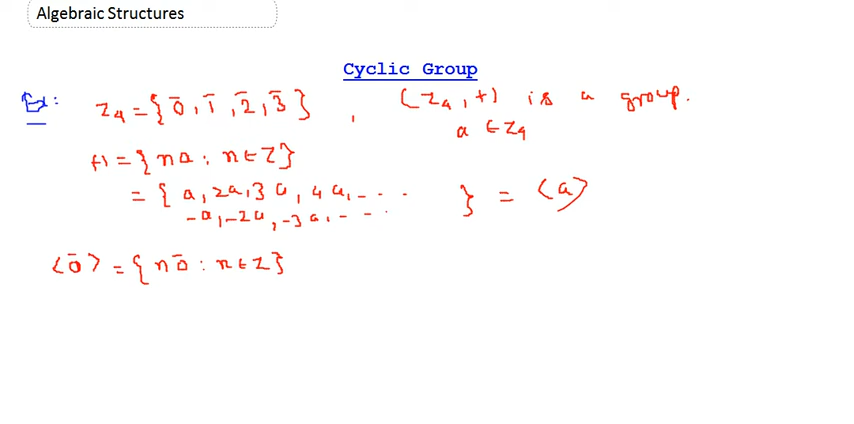 Algebraic Structures
Cyclic Group
Ex: Z₄ = { 0̄, 1̄, 2̄, 3̄ } , (Z₄, +) is a group.
a ∈ Z₄
H = { na : n ∈ Z }
= { a, 2a, 3a, 4a, ....
-a, -2a, -3a, .... } = ⟨a⟩
⟨0̄⟩ = { n0̄ : n ∈ Z }